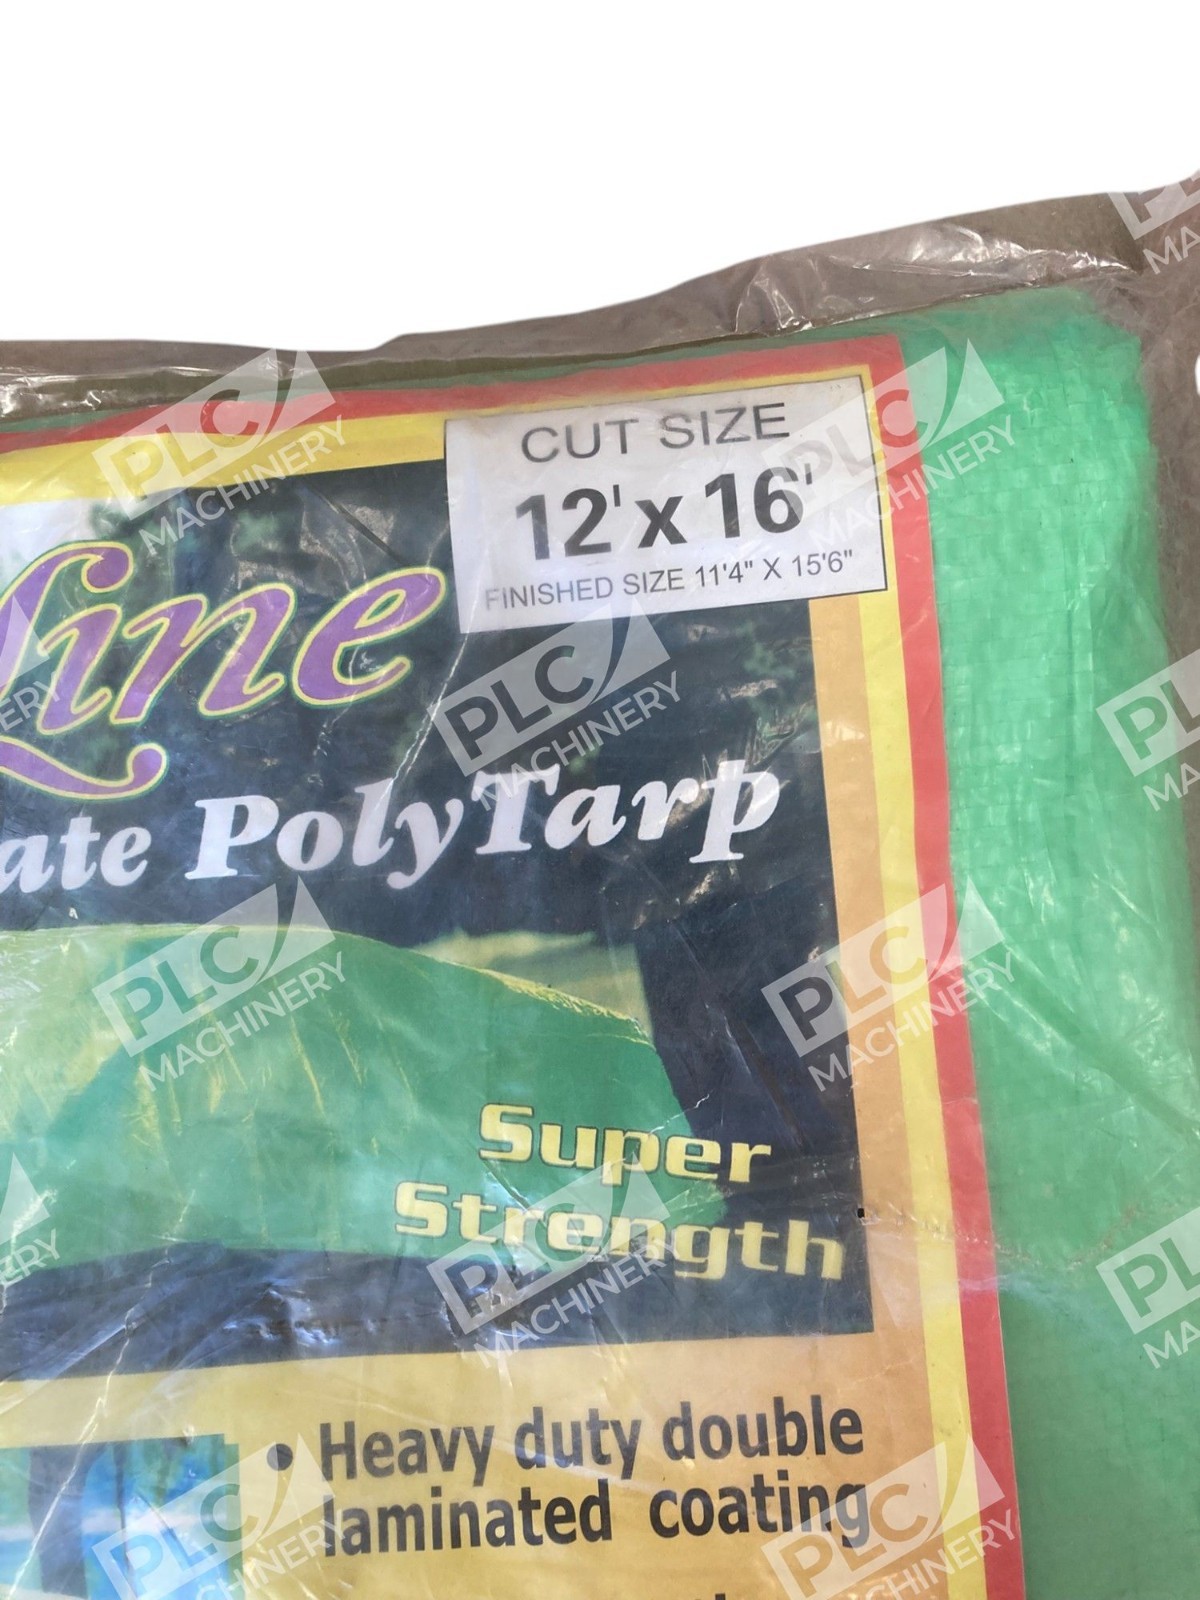 CUT SIZE
12' x 16'
FINISHED SIZE 11'4" X 15'6"
Line
ate PolyTarp
Super
Strength
• Heavy duty double
laminated coating
PLC
MACHINERY